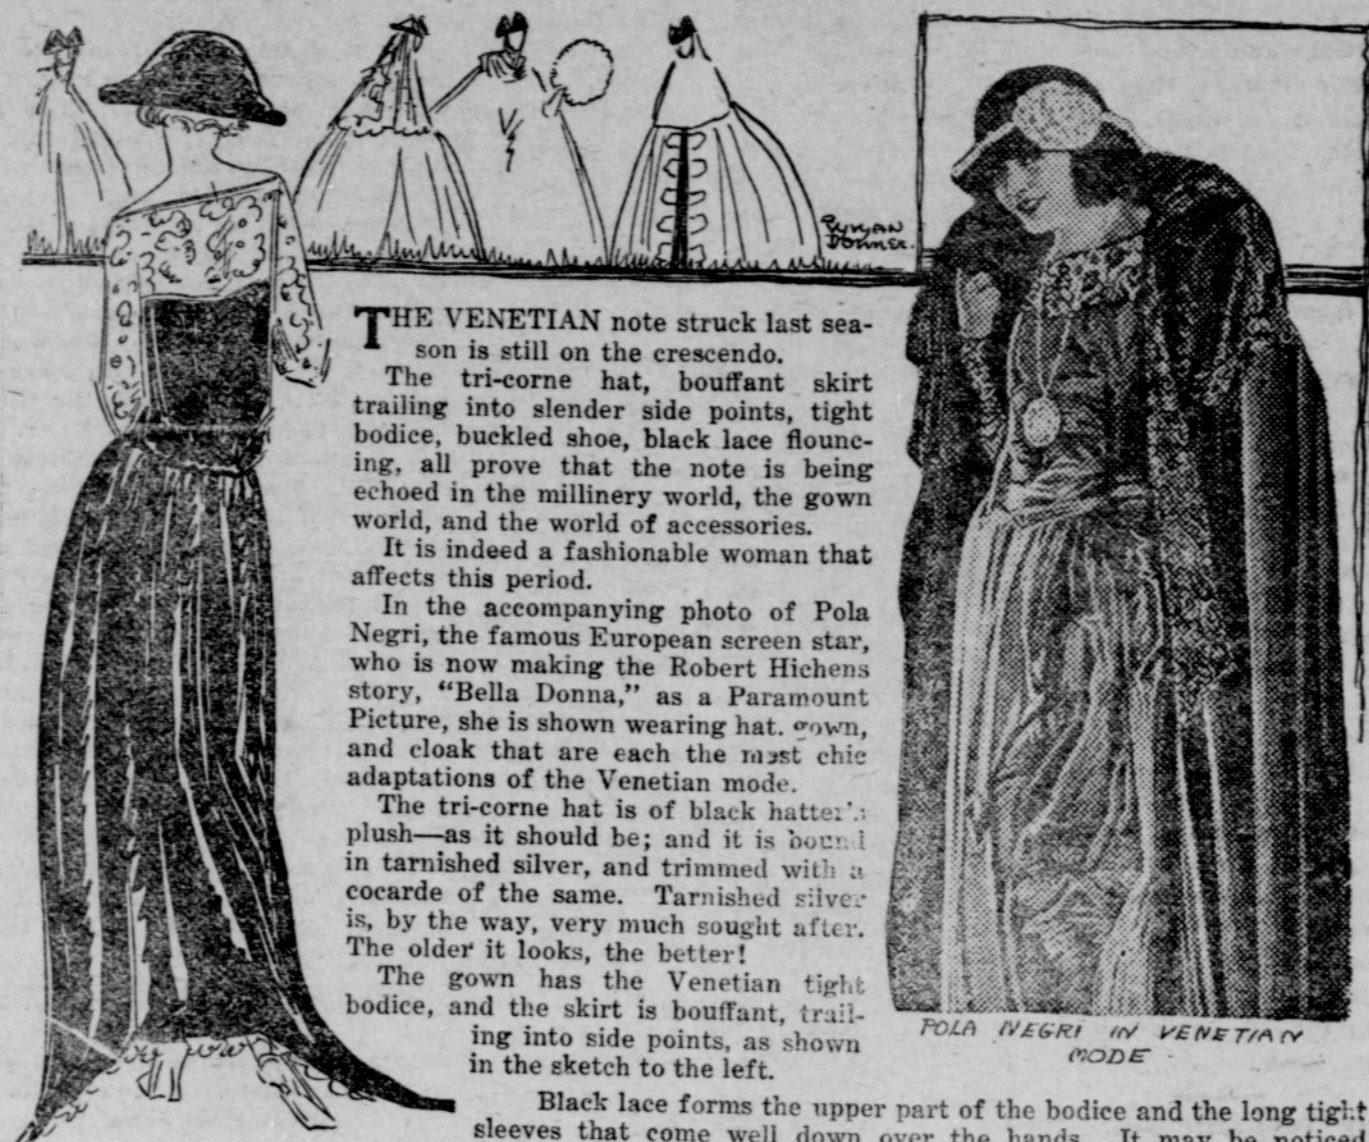 THE VENETIAN note struck last sea-
son is still on the crescendo.
The tri-corne hat, bouffant skirt
trailing into slender side points, tight
bodice, buckled shoe, black lace flounc-
ing, all prove that the note is being
echoed in the millinery world, the gown
world, and the world of accessories.
It is indeed a fashionable woman that
affects this period.
In the accompanying photo of Pola
Negri, the famous European screen star,
who is now making the Robert Hichens
story, "Bella Donna," as a Paramount
Picture, she is shown wearing hat. gown,
and cloak that are each the most chic
adaptations of the Venetian mode.
The tri-corne hat is of black hatter's
plush—as it should be; and it is bound
in tarnished silver, and trimmed with a
cocarde of the same. Tarnished silver
is, by the way, very much sought after.
The older it looks, the better!
The gown has the Venetian tight
bodice, and the skirt is bouffant, trail-
ing into side points, as shown
in the sketch to the left.
Black lace forms the upper part of the bodice and the long tight
sleeves that come well down over the hands. It may be noticed
POLA NEGRI IN VENETIAN
MODE